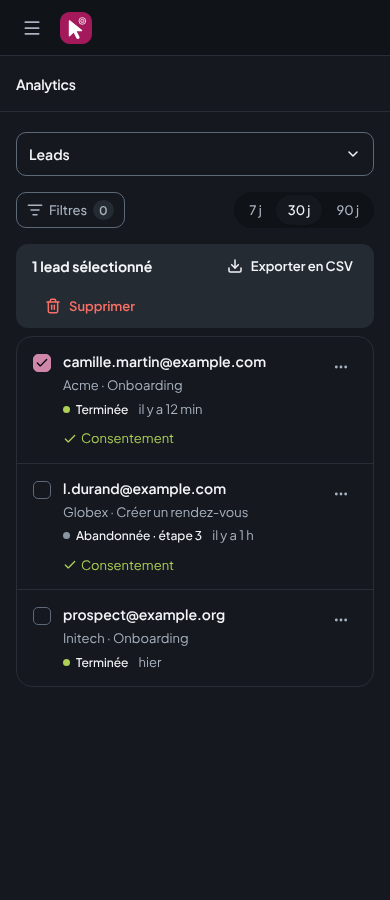 Analytics
Leads
Filtres 0
7 j 30 j 90 j
1 lead sélectionné
Exporter en CSV
Supprimer
camille.martin@example.com
Acme · Onboarding
Terminée il y a 12 min
Consentement
l.durand@example.com
Globex · Créer un rendez-vous
Abandonnée · étape 3 il y a 1 h
Consentement
prospect@example.org
Initech · Onboarding
Terminée hier